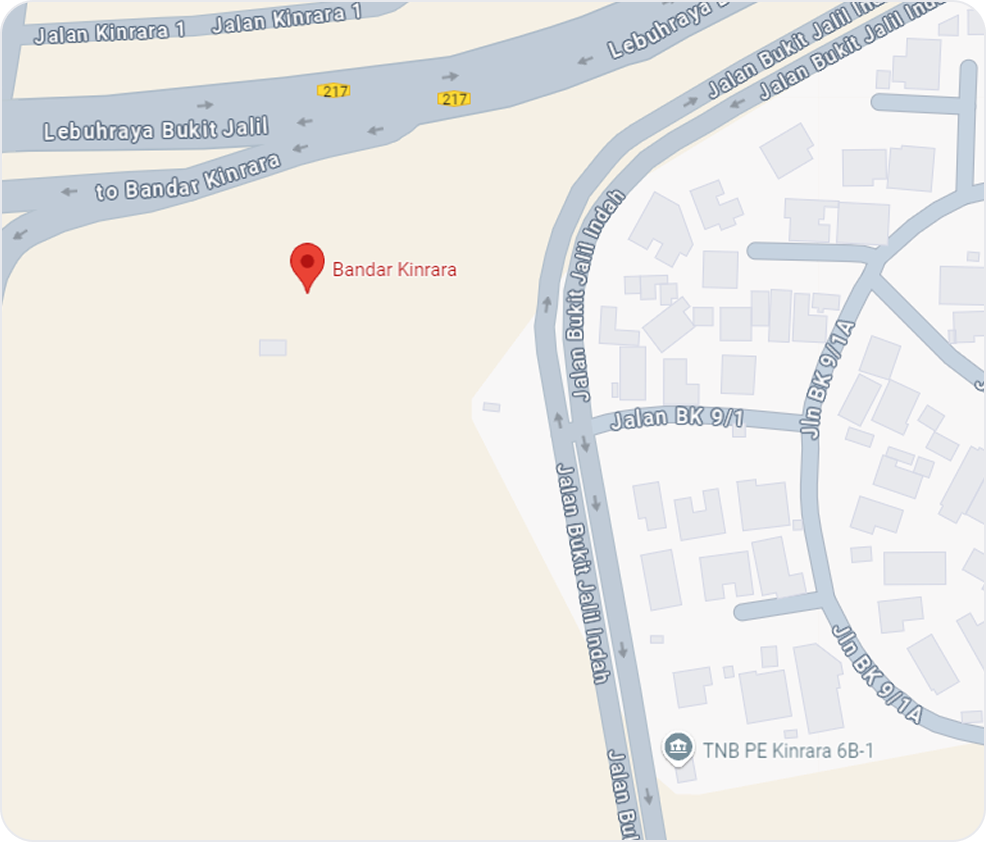 Jalan Kinrara 1
Jalan Kinrara 1
Lebuhraya
Jalan Bukit Jalil
Jalan Bukit Jalil
217
217
Lebuhraya Bukit Jalil
to Bandar Kinrara
Jalan Bukit Jalil Indah
Bandar Kinrara
Jln BK 9/1A
Jalan BK 9/1
Jalan Bukit Jalil Indah
Jln BK 9/1A
TNB PE Kinrara 6B-1
Jalan